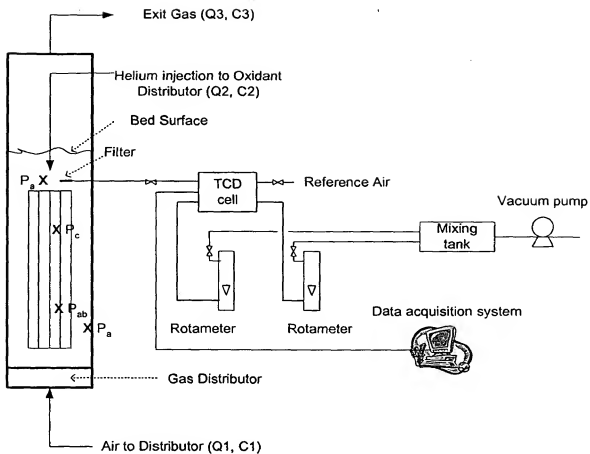 Exit Gas (Q3, C3)
Helium injection to Oxidant
Distributor (Q2, C2)
Bed Surface
Filter
Pa X
TCD
cell
Reference Air
Vacuum pump
Mixing
tank
X Pc
X Pab
X Pa
Rotameter
Rotameter
Data acquisition system
Gas Distributor
Air to Distributor (Q1, C1)